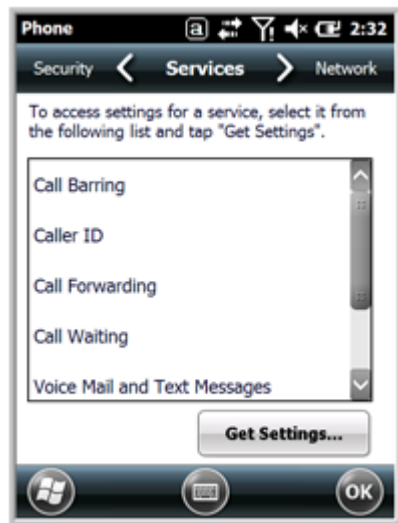 Phone a 2:32
Security Services Network
To access settings for a service, select it from
the following list and tap "Get Settings".
Call Barring
Caller ID
Call Forwarding
Call Waiting
Voice Mail and Text Messages
Get Settings...
OK